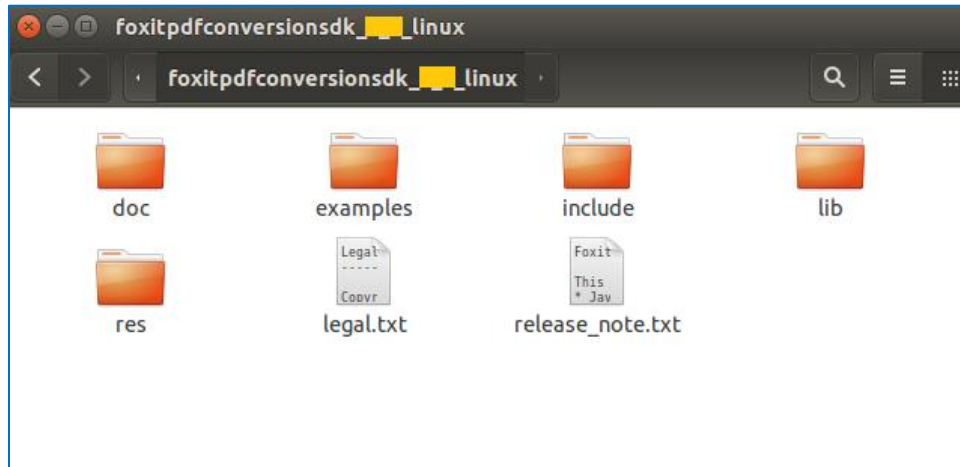 foxitpdfconversionsdk_ _linux
foxitpdfconversionsdk_ _linux
doc
examples
include
lib
Legal
-----
Copyr
Foxit
This
* Jav
res
legal.txt
release_note.txt